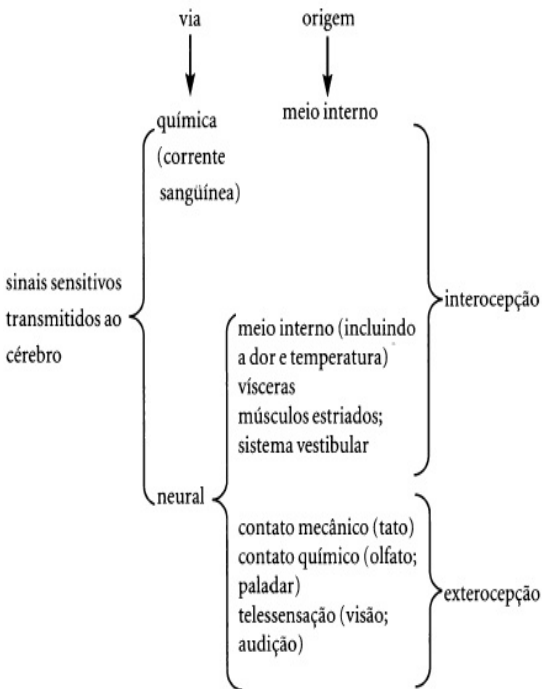 via
origem
química
(corrente
sangüínea)
meio interno
sinais sensitivos
transmitidos ao
cérebro
interocepção
meio interno (incluindo
a dor e temperatura)
vísceras
músculos estriados;
sistema vestibular
neural
contato mecânico (tato)
contato químico (olfato;
paladar)
telessensação (visão;
audição)
exterocepção